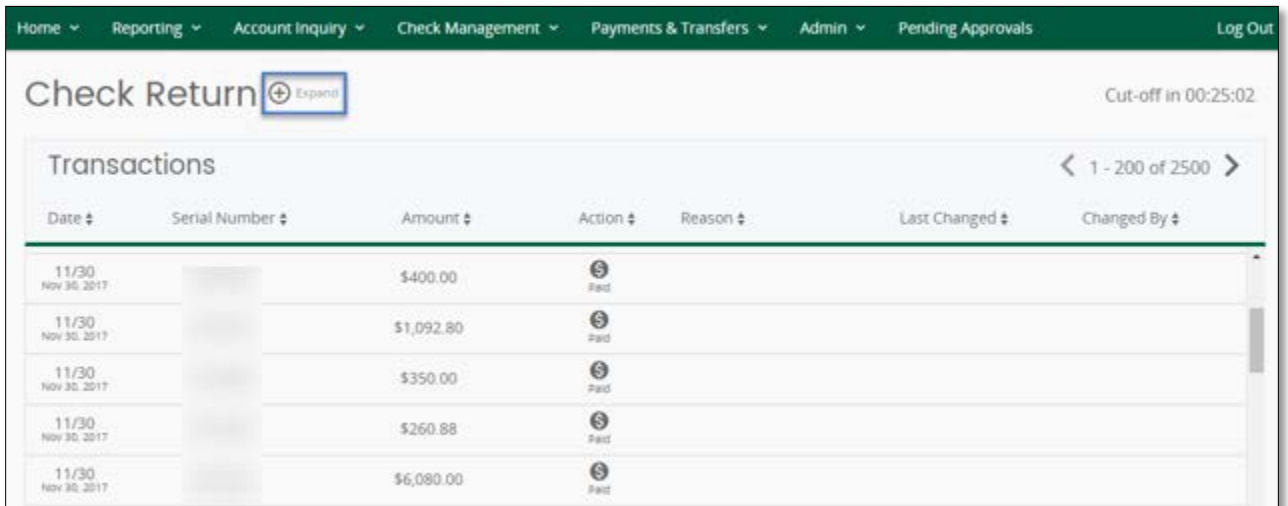 Home Reporting Account Inquiry Check Management Payments & Transfers Admin Pending Approvals Log Out
Check Return Expand Cut-off in 00:25:02
Transactions 1 - 200 of 2500
Date Serial Number Amount Action Reason Last Changed Changed By
11/30 $400.00
Nov 30, 2017 Paid
11/30 $1,092.80
Nov 30, 2017 Paid
11/30 $350.00
Nov 30, 2017 Paid
11/30 $260.88
Nov 30, 2017 Paid
11/30 $6,080.00
Nov 30, 2017 Paid